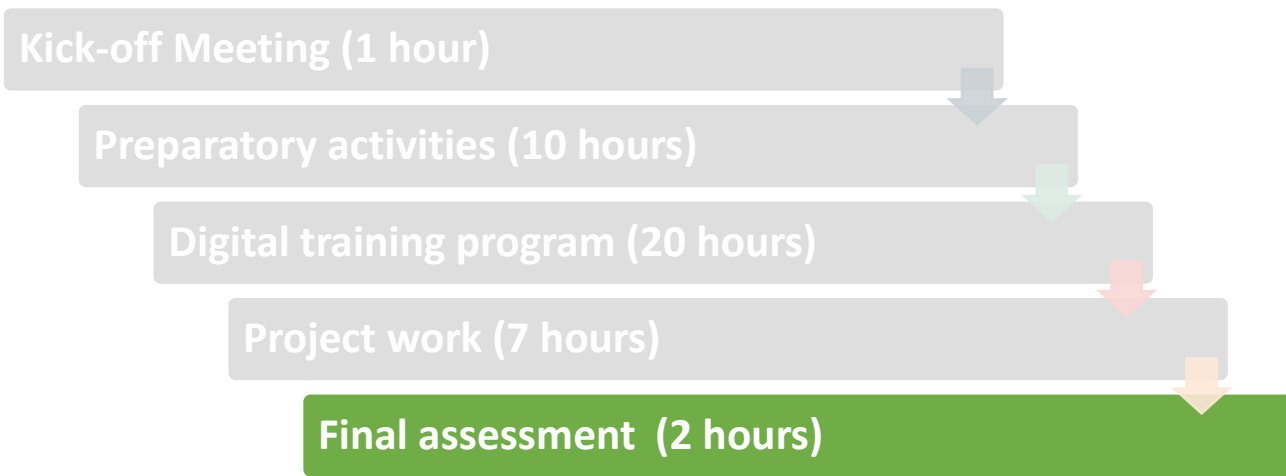 Kick-off Meeting (1 hour)
Preparatory activities (10 hours)
Digital training program (20 hours)
Project work (7 hours)
Final assessment  (2 hours)